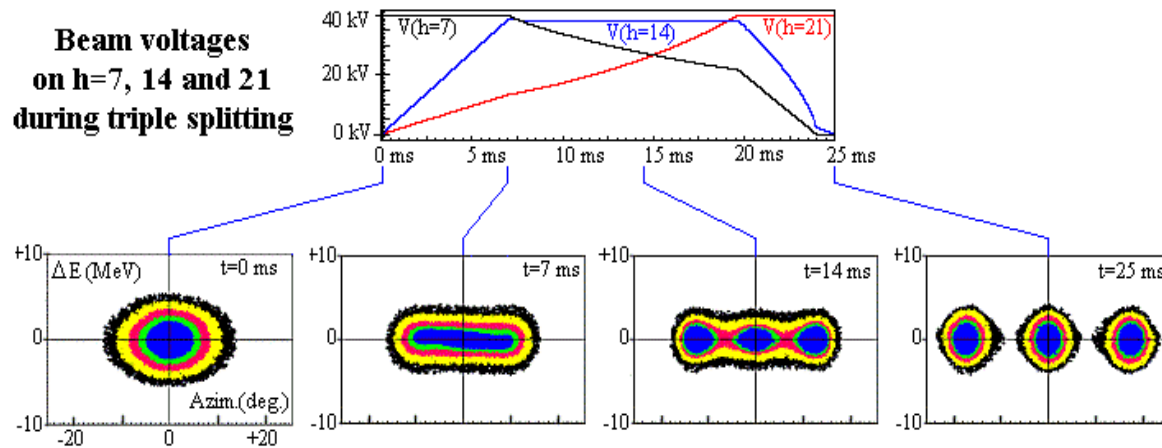 Beam voltages
on h=7, 14 and 21
during triple splitting
40 kV
20 kV
0 kV
V(h=7)
V(h=14)
V(h=21)
0 ms
5 ms
10 ms
15 ms
20 ms
25 ms
+10
0
-10
ΔE (MeV)
t=0 ms
Azim.(deg.)
-20
0
+20
+10
0
-10
t=7 ms
+10
0
-10
t=14 ms
+10
0
-10
t=25 ms